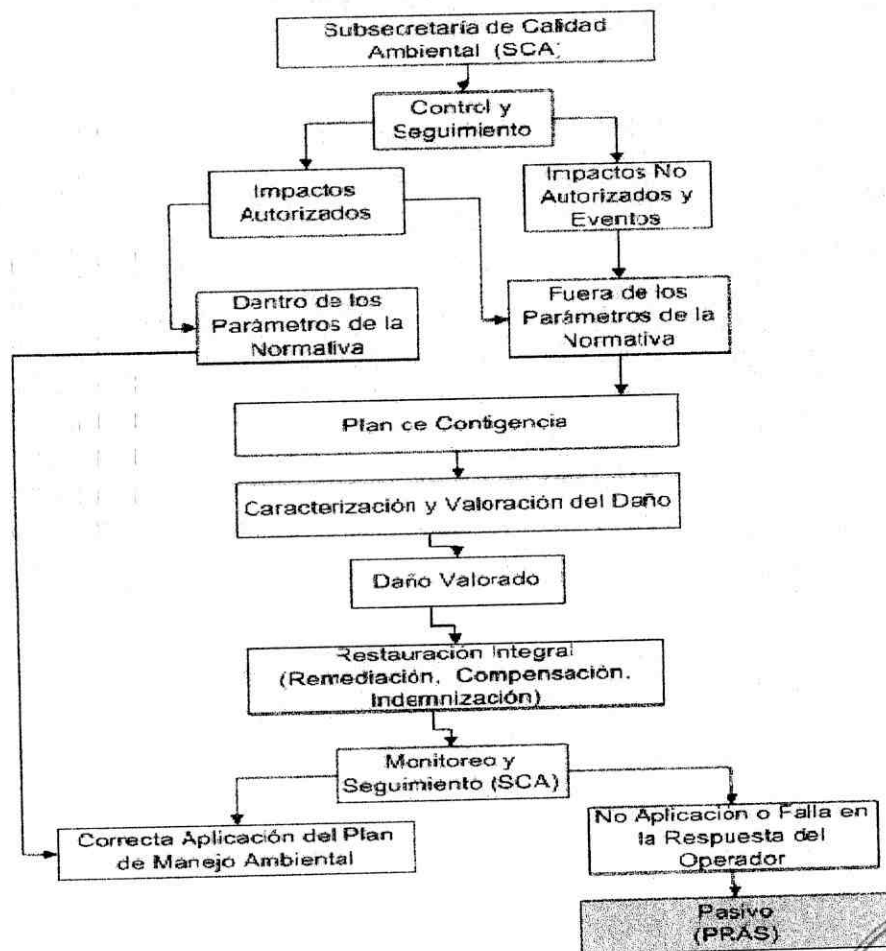 Subsecretaría de Calidad
Ambiental (SCA)
Control y
Seguimiento
Impactos
Autorizados
Impactos No
Autorizados y
Eventos
Dentro de los
Parámetros de la
Normativa
Fuera de los
Parámetros de la
Normativa
Plan de Contigencia
Caracterización y Valoración del Daño
Daño Valorado
Restauración Integral
(Remediación, Compensación,
Indemnización)
Monitoreo y
Seguimiento (SCA)
Correcta Aplicación del Plan
de Manejo Ambiental
No Aplicación o Falla en
la Respuesta del
Operador
Pasivo
(PRAS)